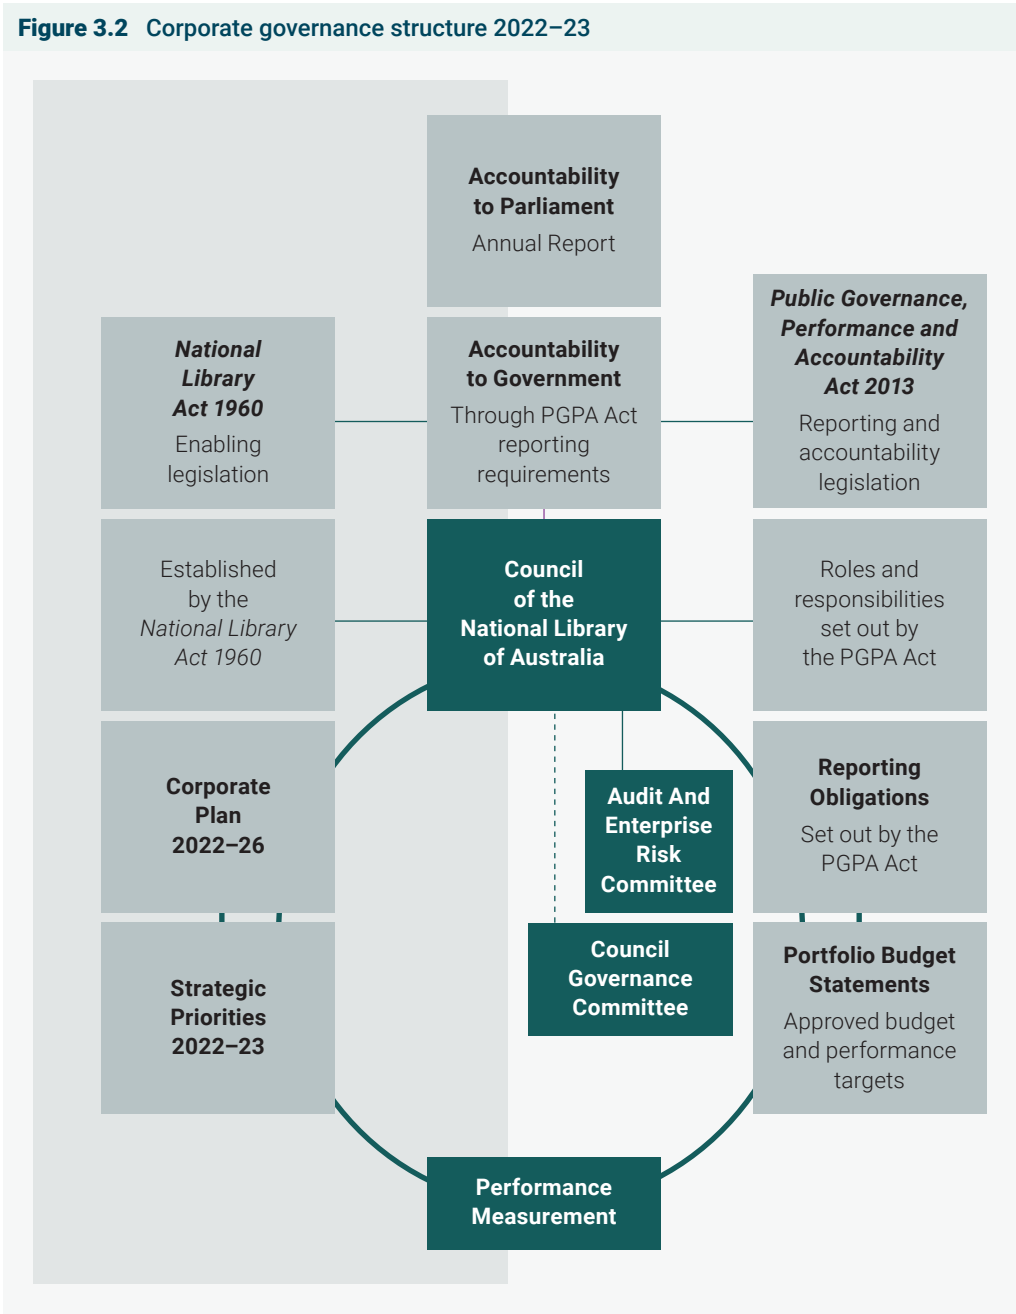 Figure 3.2 Corporate governance structure 2022–23
Accountability
to Parliament
Annual Report
National
Library
Act 1960
Enabling
legislation
Accountability
to Government
Through PGPA Act
reporting
requirements
Public Governance,
Performance and
Accountability
Act 2013
Reporting and
accountability
legislation
Established
by the
National Library
Act 1960
Council
of the
National Library
of Australia
Roles and
responsibilities
set out by
the PGPA Act
Corporate
Plan
2022–26
Audit And
Enterprise
Risk
Committee
Reporting
Obligations
Set out by the
PGPA Act
Strategic
Priorities
2022–23
Council
Governance
Committee
Portfolio Budget
Statements
Approved budget
and performance
targets
Performance
Measurement